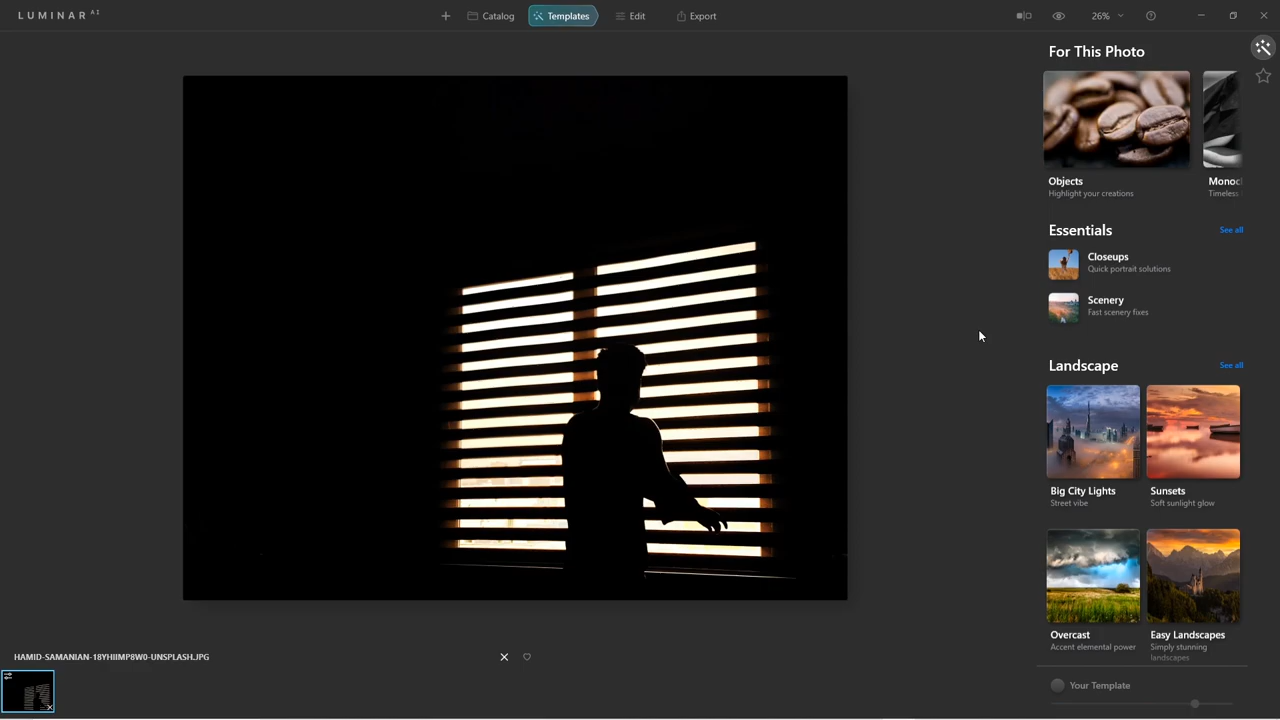 LUMINAR AI
Catalog
Templates
Edit
Export
26%
For This Photo
Objects
Highlight your creations
Monoc
Timeless
Essentials
See all
Closeups
Quick portrait solutions
Scenery
Fast scenery fixes
Landscape
See all
Big City Lights
Street vibe
Sunsets
Soft sunlight glow
Overcast
Accent elemental power
Easy Landscapes
Simply stunning
landscapes
HAMID-SAMANIAN-18YHIIMP8W0-UNSPLASH.JPG
Your Template